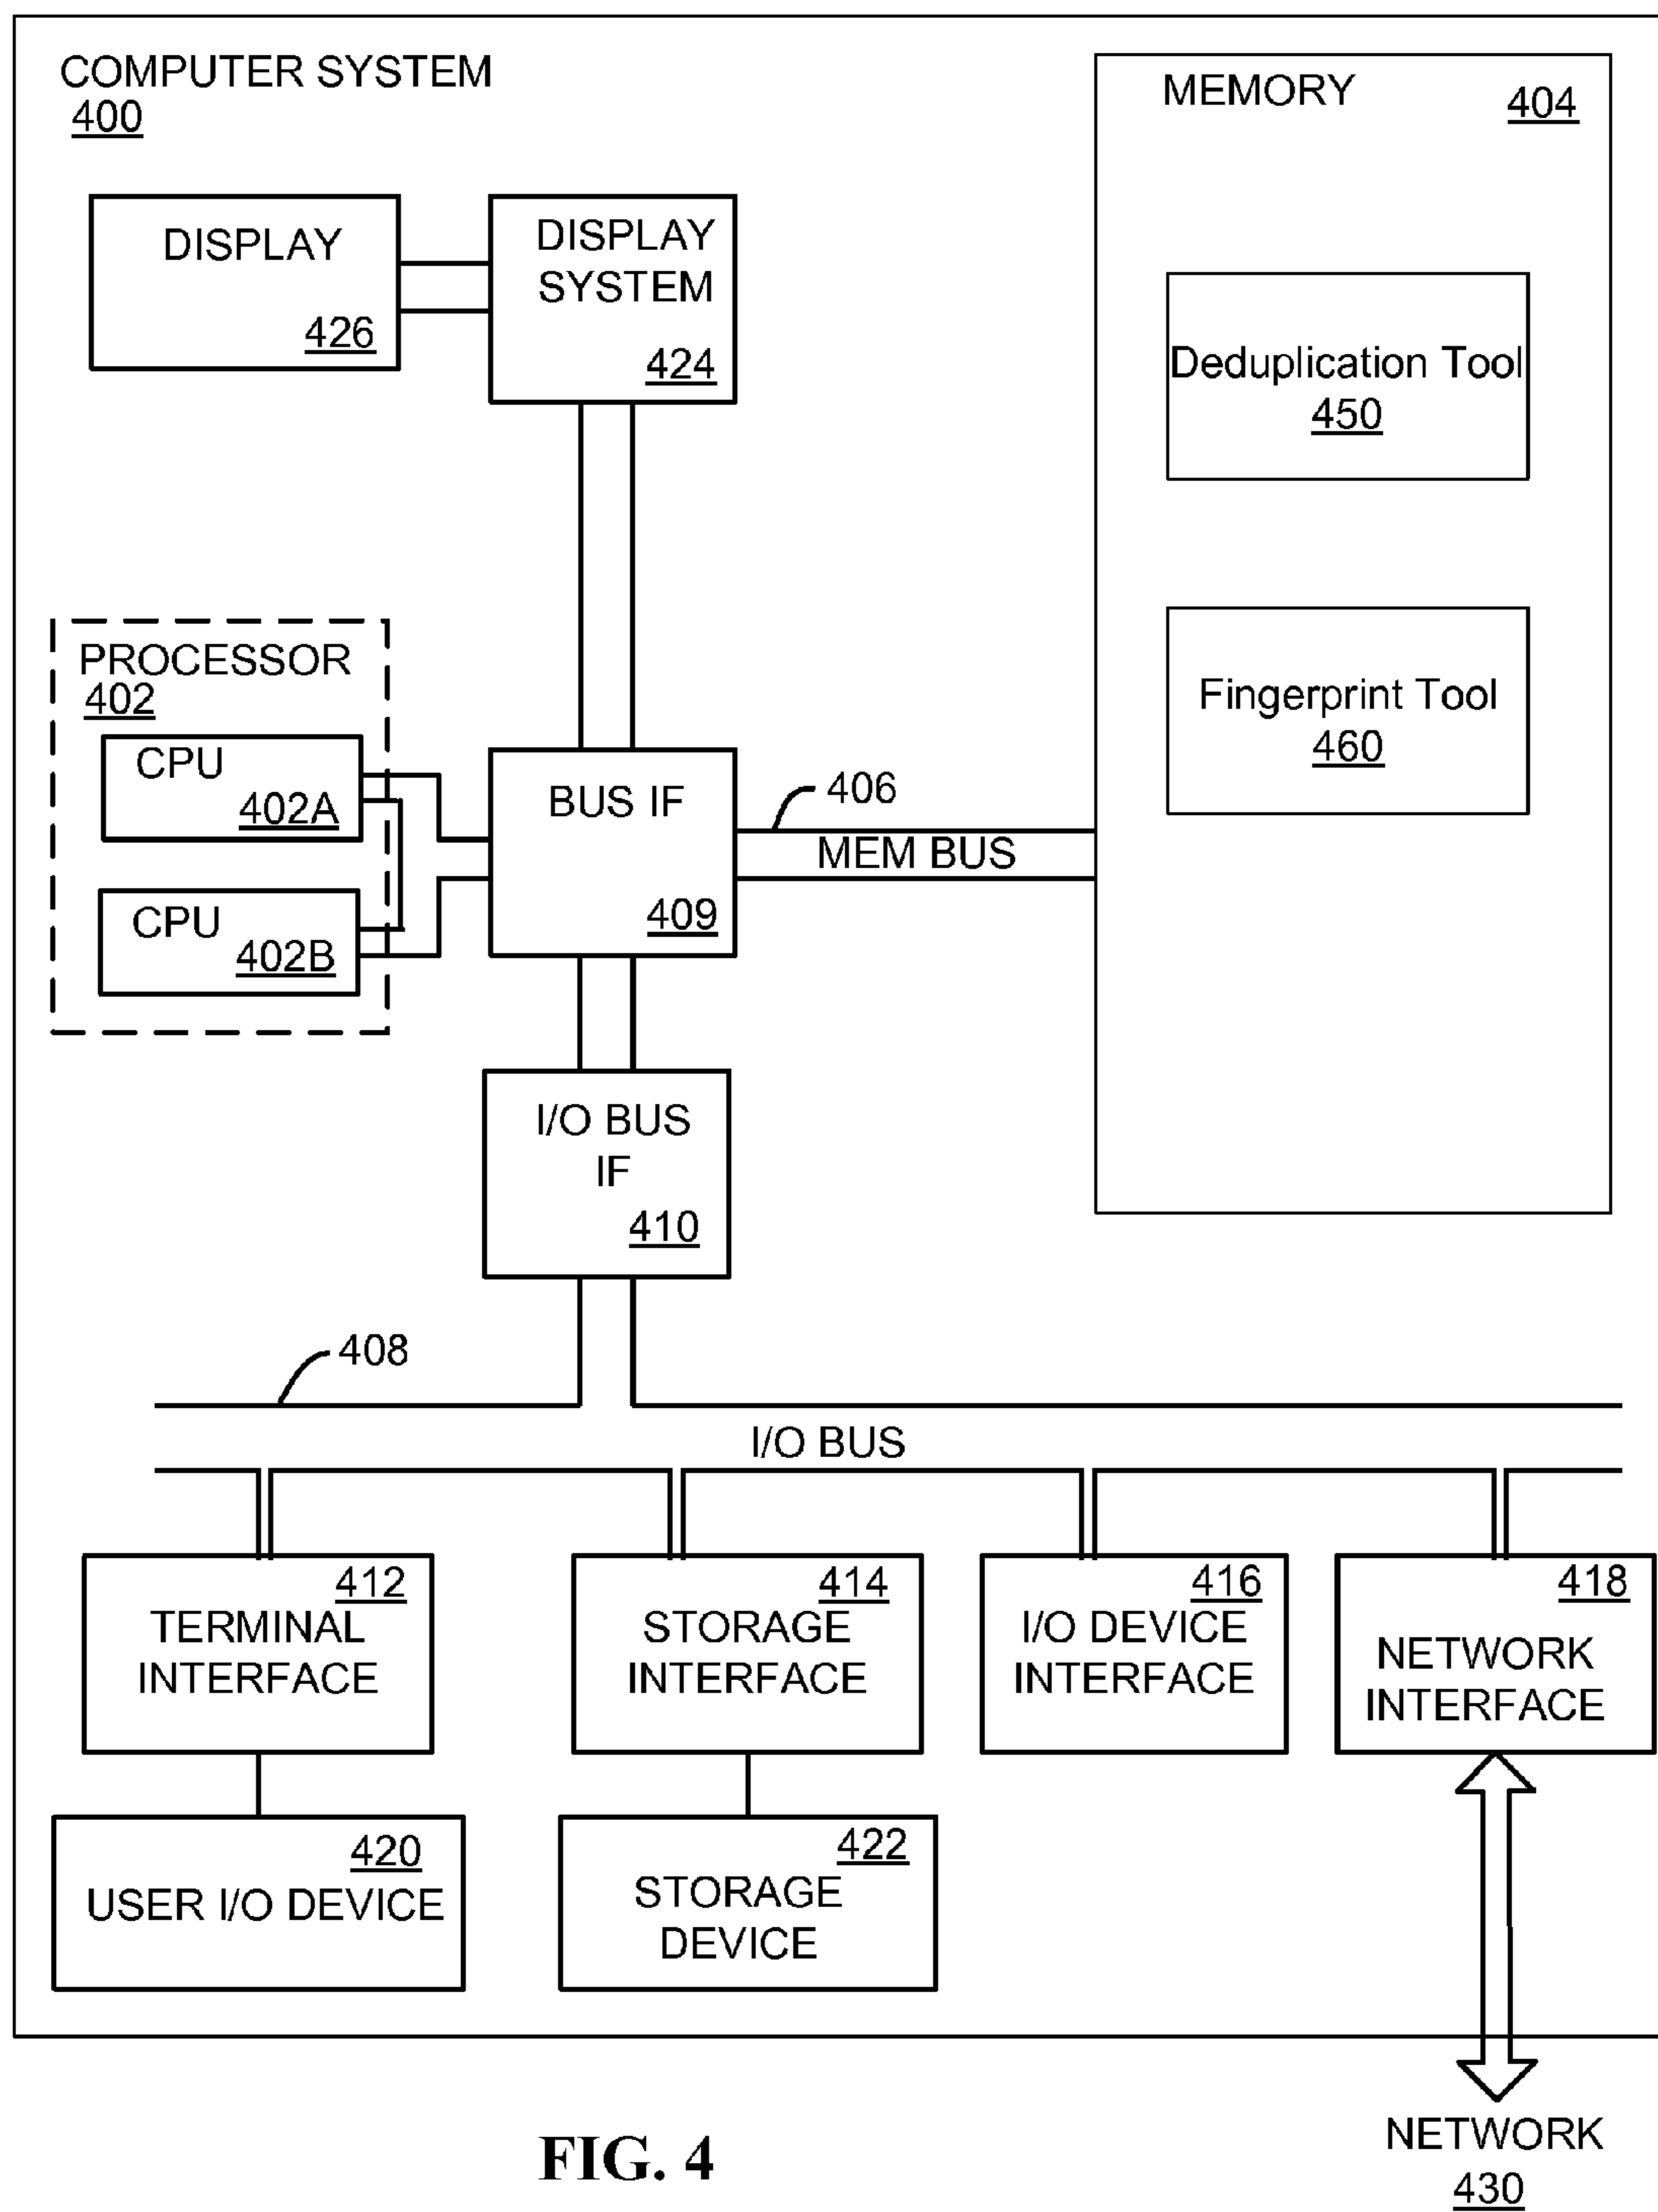 COMPUTER SYSTEM
400
MEMORY
404
DISPLAY
426
DISPLAY
SYSTEM
424
Deduplication Tool
450
PROCESSOR
402
CPU
402A
CPU
402B
BUS IF
409
406
MEM BUS
Fingerprint Tool
460
I/O BUS
IF
410
408
I/O BUS
412
TERMINAL
INTERFACE
414
STORAGE
INTERFACE
416
I/O DEVICE
INTERFACE
418
NETWORK
INTERFACE
420
USER I/O DEVICE
422
STORAGE
DEVICE
NETWORK
430
FIG. 4